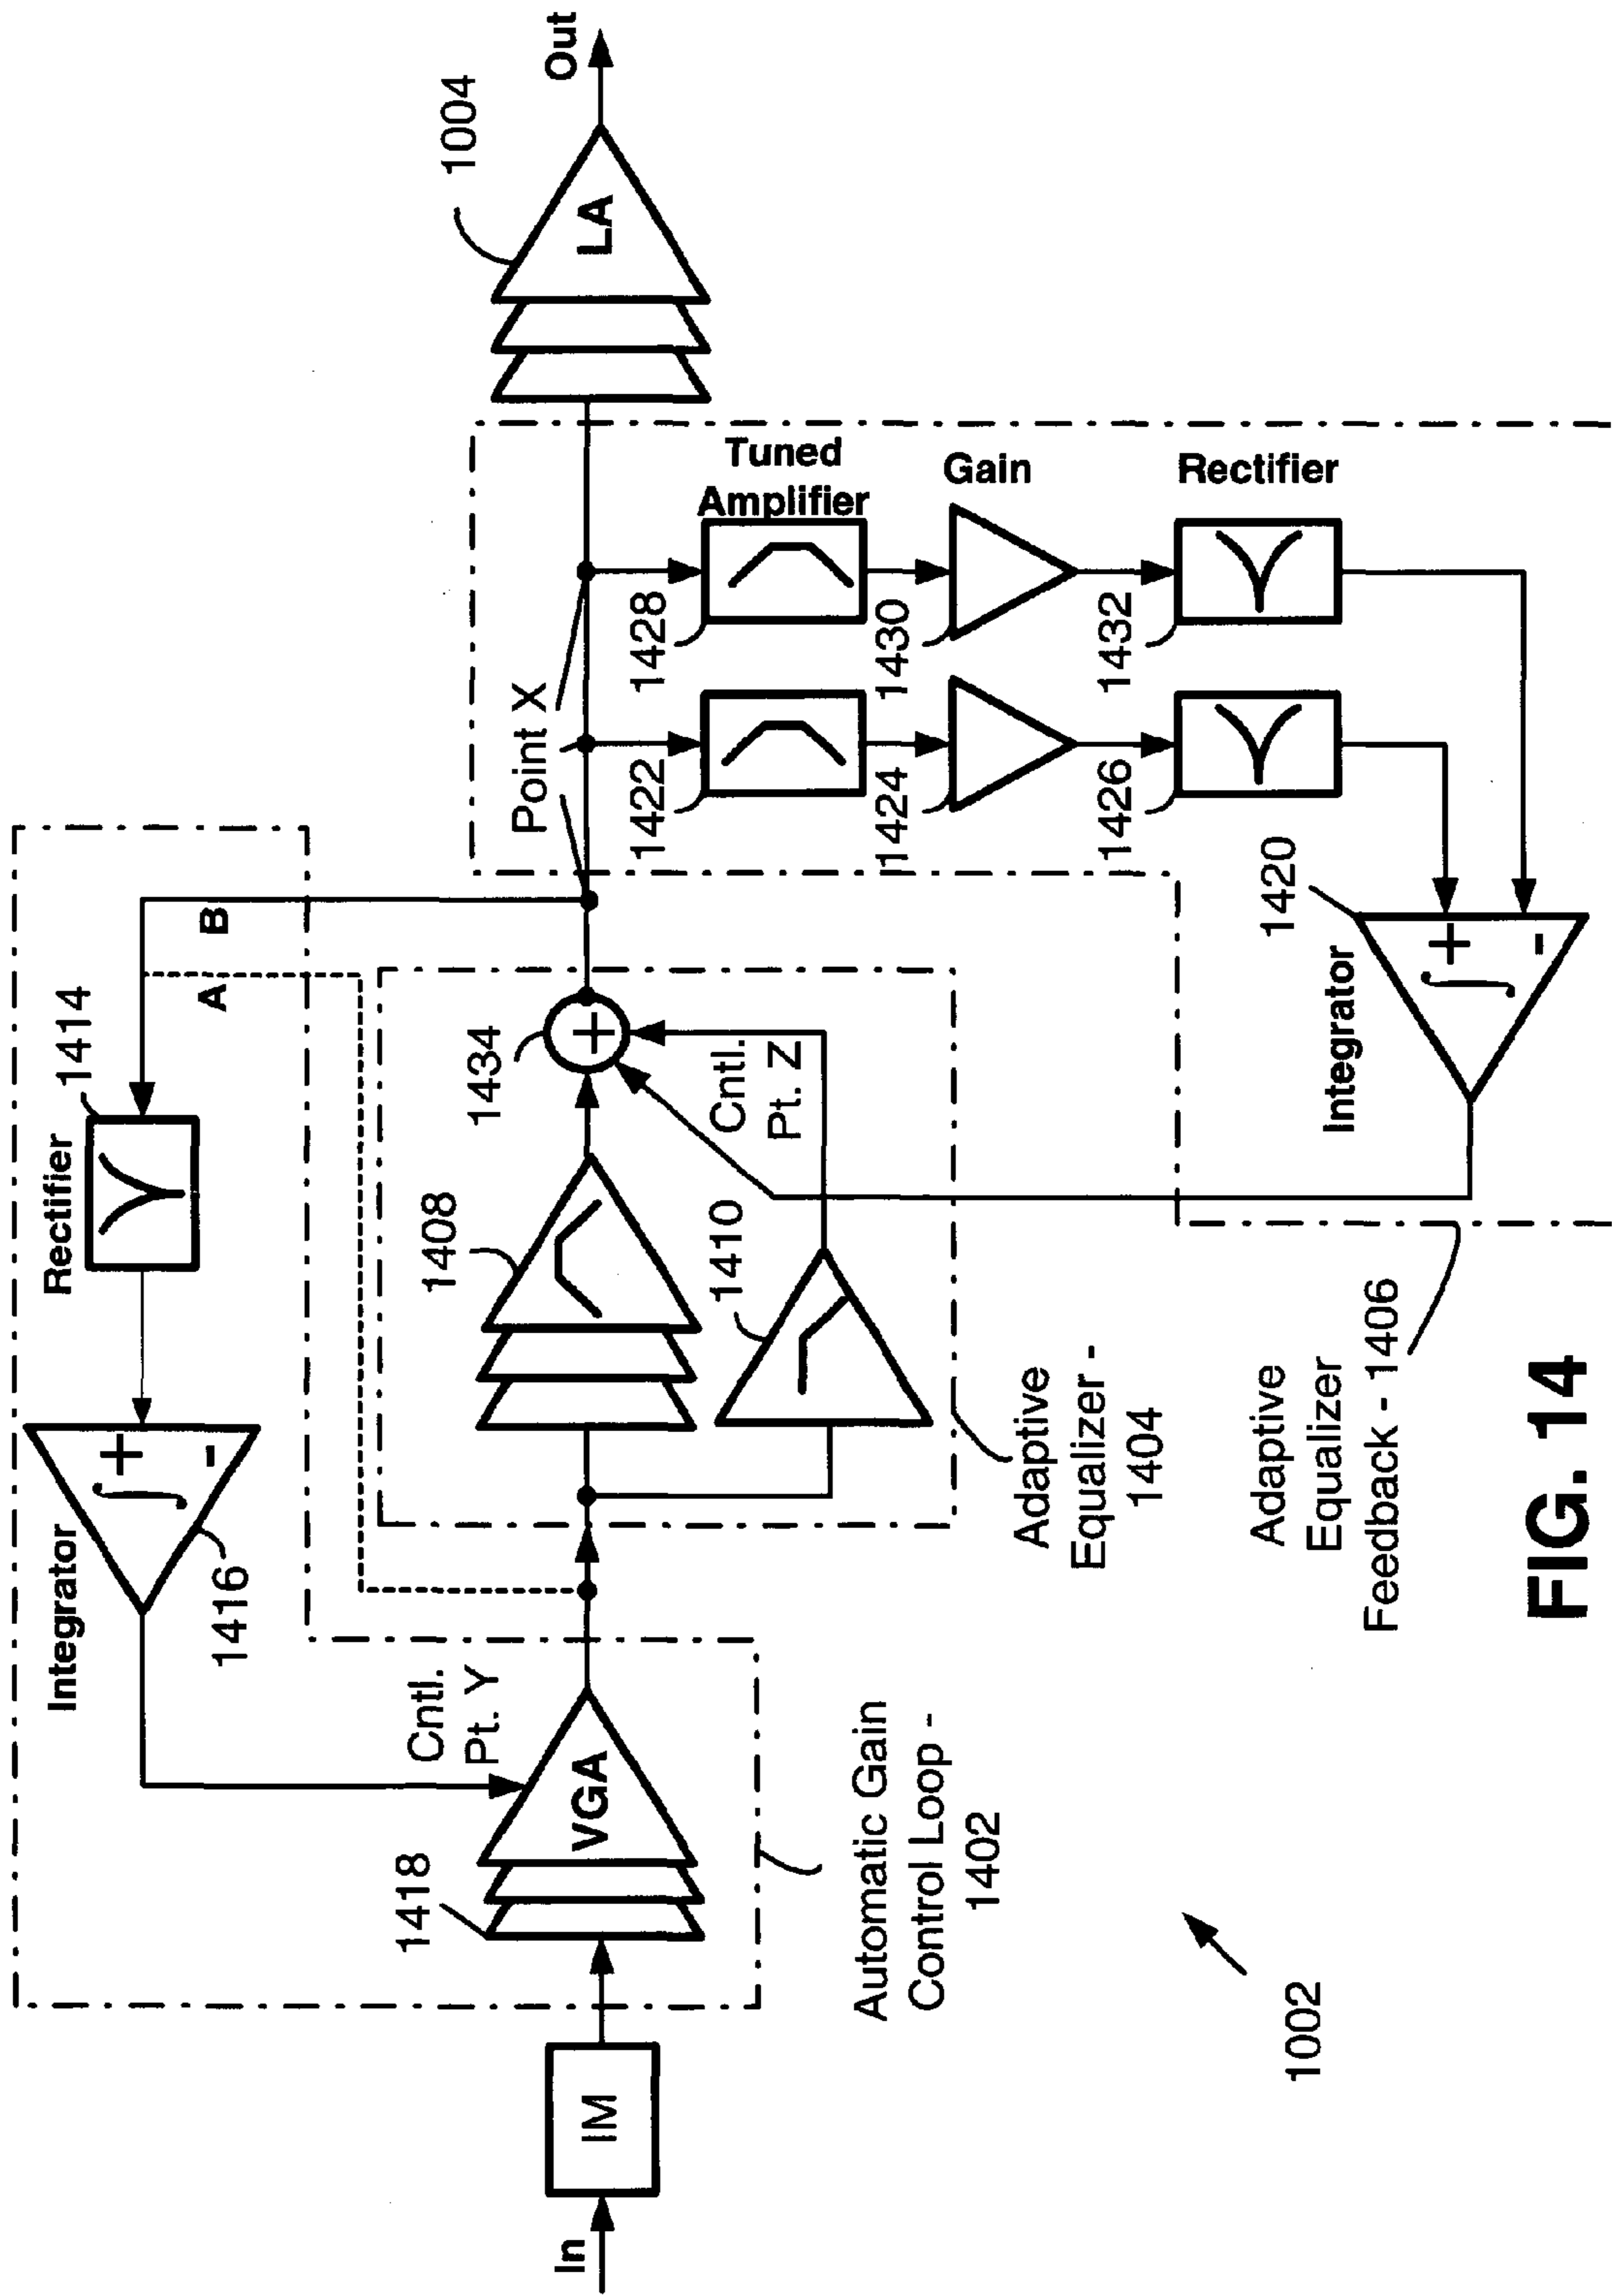 Integrator
Rectifier
1414
1416
A
B
Cntl.
Pt. Y
1418
VGA
In
IM
Automatic Gain
Control Loop -
1402
1408
1434
1410
Cntl.
Pt. Z
Adaptive
Equalizer -
1404
Point X
1004
LA
Out
Tuned
Amplifier
Gain
Rectifier
1422
1428
1424
1430
1426
1432
1420
Integrator
∫
+
-
∫
+
-
+
Adaptive
Equalizer
Feedback - 1406
1002
FIG. 14